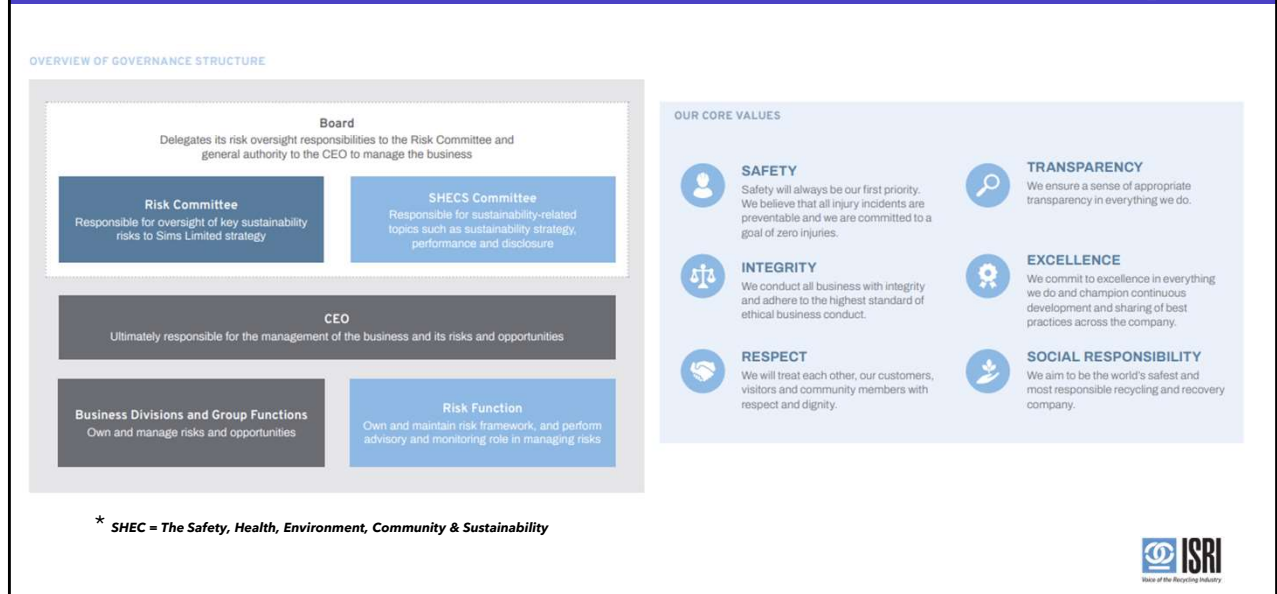 OVERVIEW OF GOVERNANCE STRUCTURE
Board
Delegates its risk oversight responsibilities to the Risk Committee and
general authority to the CEO to manage the business
Risk Committee
Responsible for oversight of key sustainability
risks to Sims Limited strategy
SHECS Committee
Responsible for sustainability-related
topics such as sustainability strategy,
performance and disclosure
CEO
Ultimately responsible for the management of the business and its risks and opportunities
Business Divisions and Group Functions
Own and manage risks and opportunities
Risk Function
Own and maintain risk framework, and perform
advisory and monitoring role in managing risks
* SHEC = The Safety, Health, Environment, Community & Sustainability
OUR CORE VALUES
SAFETY
Safety will always be our first priority.
We believe that all injury incidents are
preventable and we are committed to a
goal of zero injuries.
TRANSPARENCY
We ensure a sense of appropriate
transparency in everything we do.
INTEGRITY
We conduct all business with integrity
and adhere to the highest standard of
ethical business conduct.
EXCELLENCE
We commit to excellence in everything
we do and champion continuous
development and sharing of best
practices across the company.
RESPECT
We will treat each other, our customers,
visitors and community members with
respect and dignity.
SOCIAL RESPONSIBILITY
We aim to be the world's safest and
most responsible recycling and recovery
company.
ISRI
Voice of the Recycling Industry